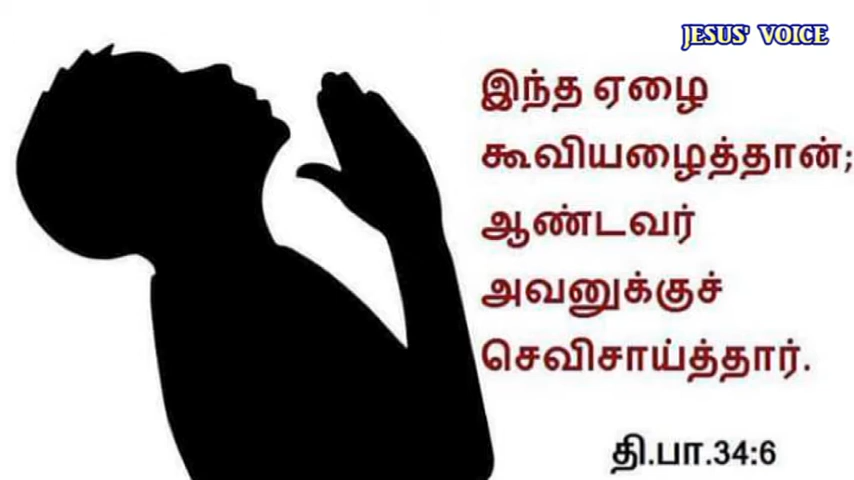 JESUS' VOICE
இந்த ஏழை
கூவியழைத்தான்;
ஆண்டவர்
அவனுக்குச்
செவிசாய்த்தார்.
தி.பா.34:6